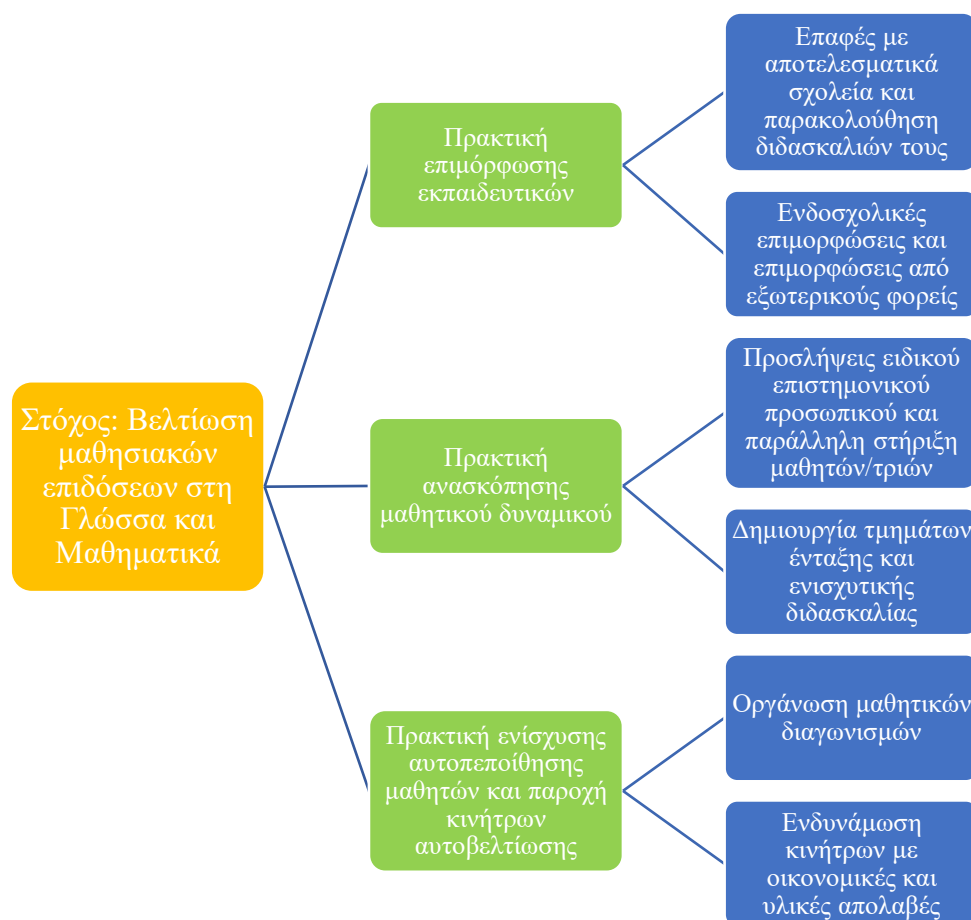 Στόχος: Βελτίωση
μαθησιακών
επιδόσεων στη
Γλώσσα και
Μαθηματικά
Πρακτική
επιμόρφωσης
εκπαιδευτικών
Επαφές με
αποτελεσματικά
σχολεία και
παρακολούθηση
διδασκαλιών τους
Ενδοσχολικές
επιμορφώσεις και
επιμορφώσεις από
εξωτερικούς φορείς
Πρακτική
ανασκόπησης
μαθητικού δυναμικού
Προσλήψεις ειδικού
επιστημονικού
προσωπικού και
παράλληλη στήριξη
μαθητών/τριών
Δημιουργία τμημάτων
ένταξης και
ενισχυτικής
διδασκαλίας
Πρακτική ενίσχυσης
αυτοπεποίθησης
μαθητών και παροχή
κινήτρων
αυτοβελτίωσης
Οργάνωση μαθητικών
διαγωνισμών
Ενδυνάμωση
κινήτρων με
οικονομικές και
υλικές απολαβές